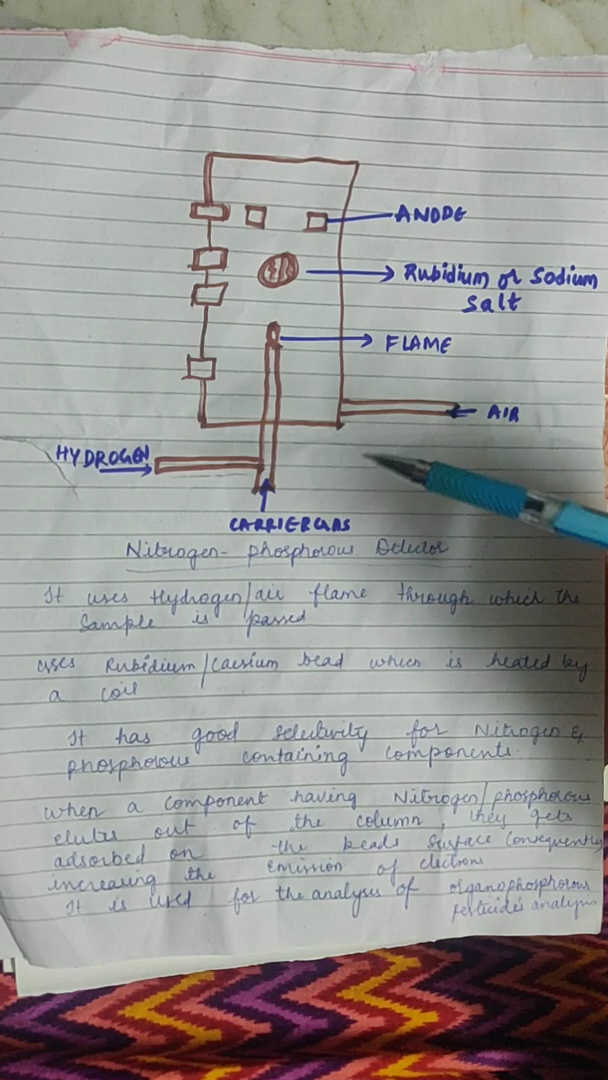 ANODE
Rubidium or Sodium
Salt
FLAME
AIR
HYDROGEN
CARRIERGAS
Nitrogen- phosphorous Detector
It uses Hydrogen/air flame through which the
Sample is passed
uses Rubidium/Caesium bead which is heated by
a coil
It has good selectivity for Nitrogen &
phosphorous containing components.
when a component having Nitrogen/phosphorous
elutes out of the column, they gets
adsorbed on the beads surface consequently
increasing the Emission of electrons
It is used for the analysis of organophosphorous
pesticides analysis